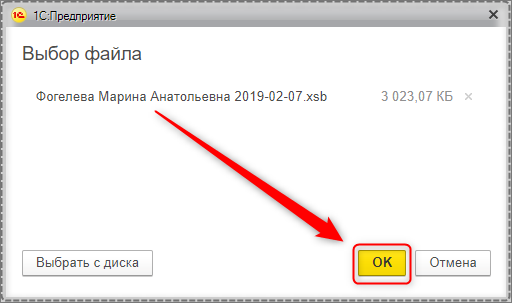 1С:Предприятие
Выбор файла
Фогелева Марина Анатольевна 2019-02-07.xsb 3 023,07 КБ
Выбрать с диска OK Отмена